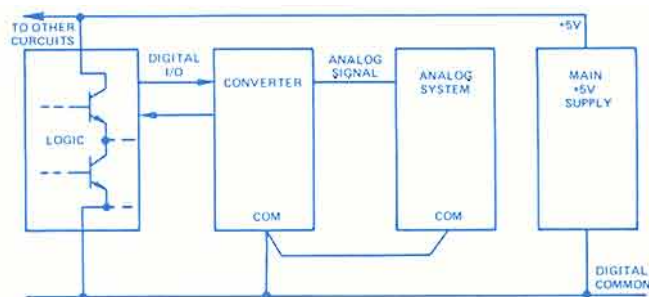 TO OTHER
CURCUITS
+5V
DIGITAL
I/O
CONVERTER
ANALOG
SIGNAL
ANALOG
SYSTEM
MAIN
+5V
SUPPLY
LOGIC
COM
COM
DIGITAL
COMMON